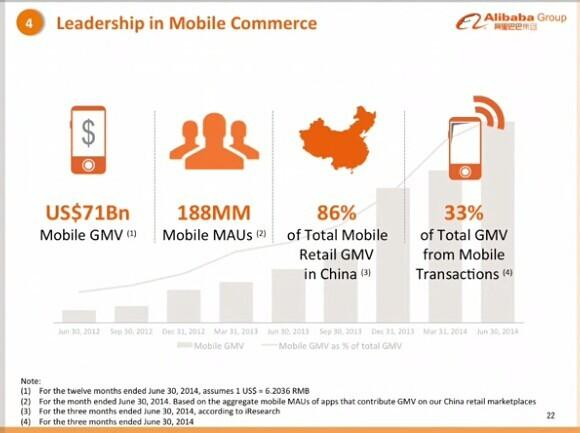 4
Leadership in Mobile Commerce
Alibaba Group
阿里巴巴集团
$
US$71Bn
Mobile GMV (1)
188MM
Mobile MAUs (2)
86%
of Total Mobile
Retail GMV
in China (3)
33%
of Total GMV
from Mobile
Transactions (4)
Jun 30, 2012
Sep 30, 2012
Dec 31, 2012
Mar 31, 2013
Jun 30, 2013
Sep 30, 2013
Dec 31, 2013
Mar 31, 2014
Jun 30, 2014
Mobile GMV
Mobile GMV as % of total GMV
Note:
(1) For the twelve months ended June 30, 2014, assumes 1 US$ = 6.2036 RMB
(2) For the month ended June 30, 2014. Based on the aggregate mobile MAUs of apps that contribute GMV on our China retail marketplaces
(3) For the three months ended June 30, 2014, according to iResearch
(4) For the three months ended June 30, 2014
22